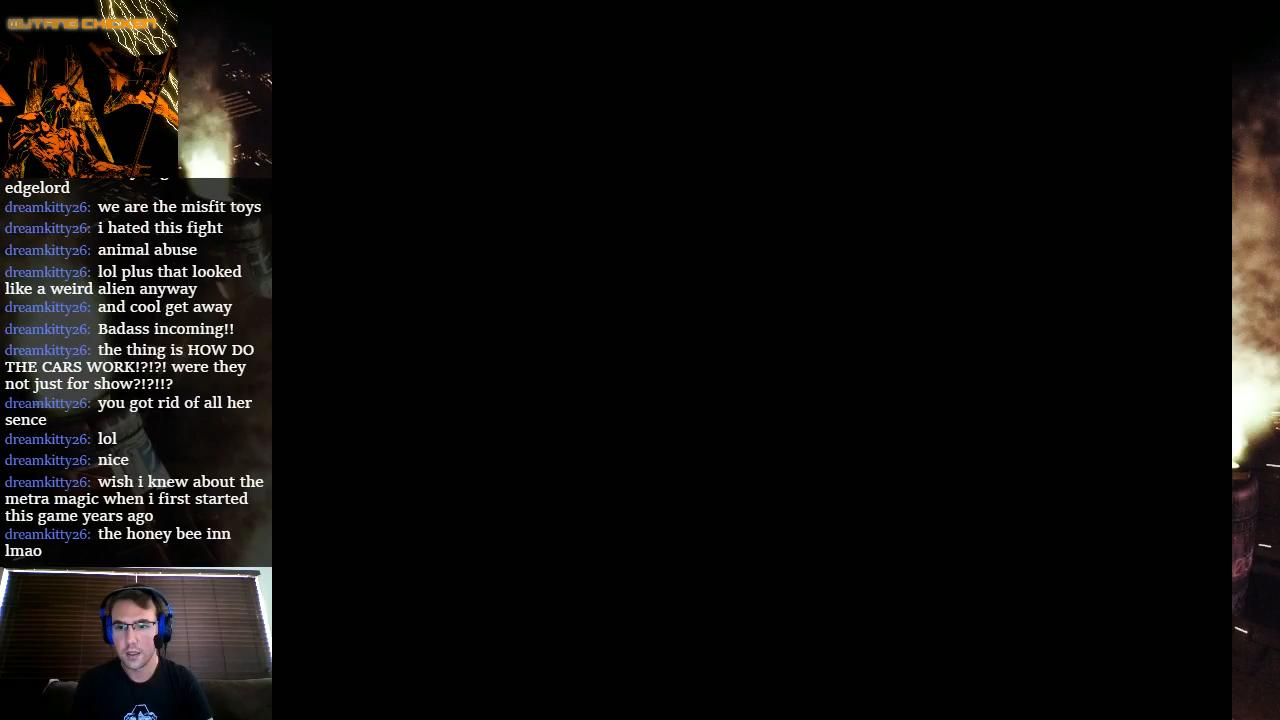 WUTANG CHICKEN
edgelord
dreamkitty26: we are the misfit toys
dreamkitty26: i hated this fight
dreamkitty26: animal abuse
dreamkitty26: lol plus that looked
like a weird alien anyway
dreamkitty26: and cool get away
dreamkitty26: Badass incoming!!
dreamkitty26: the thing is HOW DO
THE CARS WORK!?!?! were they
not just for show?!?!!?
dreamkitty26: you got rid of all her
sence
dreamkitty26: lol
dreamkitty26: nice
dreamkitty26: wish i knew about the
metra magic when i first started
this game years ago
dreamkitty26: the honey bee inn
lmao